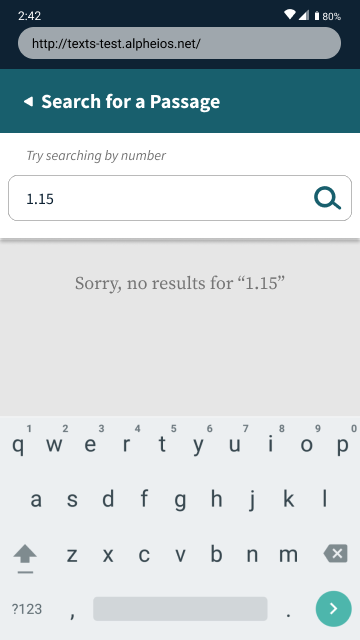 2:42
80%
http://texts-test.alpheios.net/
Search for a Passage
Try searching by number
1.15
Sorry, no results for “1.15”
1 2 3 4 5 6 7 8 9 0
q w e r t y u i o p
a s d f g h j k l
z x c v b n m
?123 , .